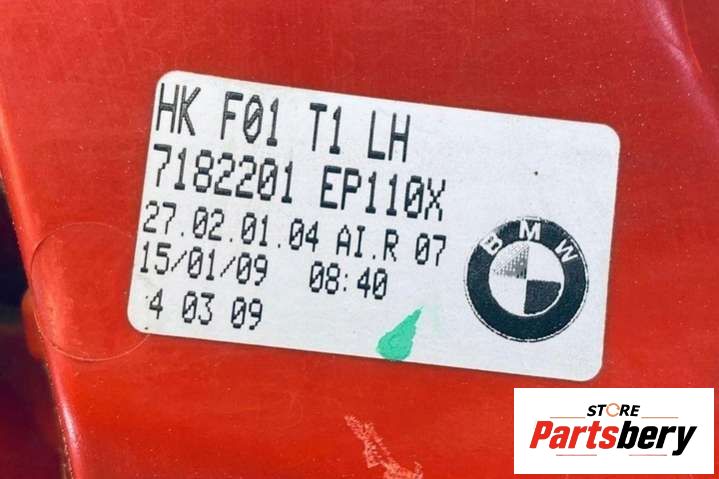 HK F01 T1 LH
7182201 EP110X
27.02.01.04 AI.R 07
15/01/09 08:40
4 03 09
BMW
STORE
Partsbery